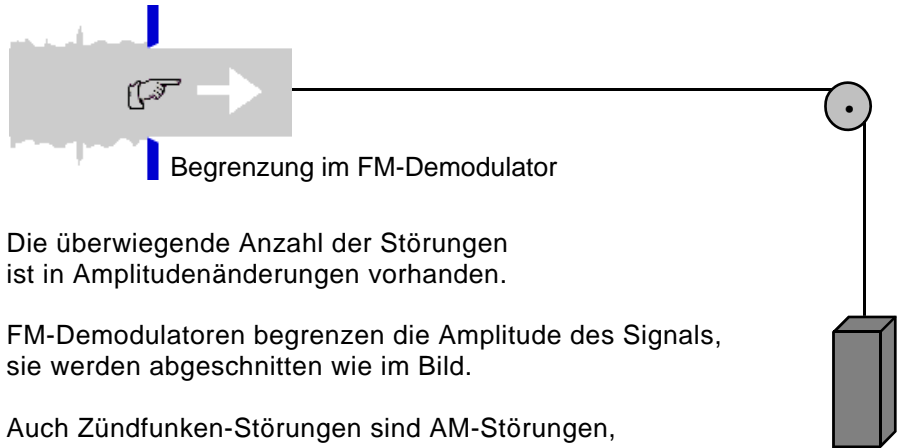 Begrenzung im FM-Demodulator
Die überwiegende Anzahl der Störungen
ist in Amplitudenänderungen vorhanden.
FM-Demodulatoren begrenzen die Amplitude des Signals,
sie werden abgeschnitten wie im Bild.
Auch Zündfunken-Störungen sind AM-Störungen,